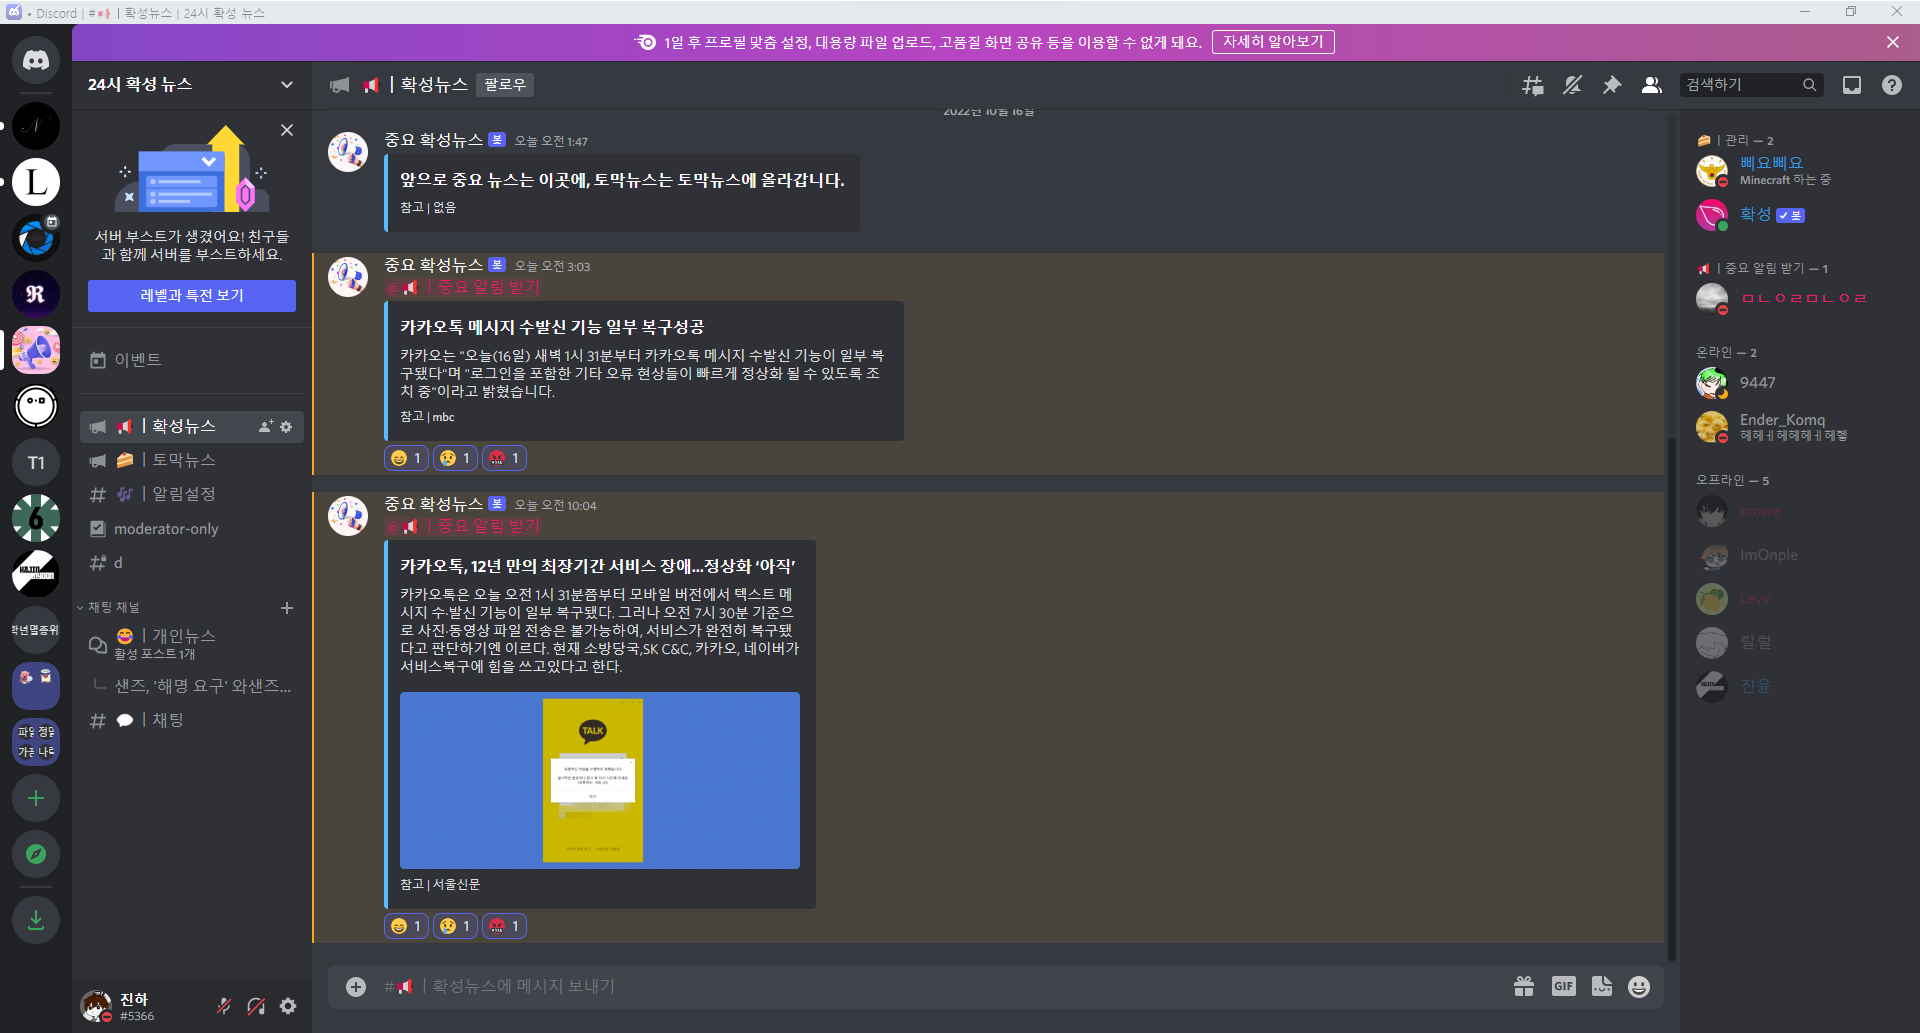 • Discord | # | 확성뉴스 | 24시 확성 뉴스
1일 후 프로필 맞춤 설정, 대용량 파일 업로드, 고품질 화면 공유 등을 이용할 수 없게 돼요.
자세히 알아보기
24시 확성 뉴스
서버 부스트가 생겼어요! 친구들
과 함께 서버를 부스트하세요.
레벨과 특전 보기
이벤트
| 확성뉴스
| 토막뉴스
| 알림설정
moderator-only
d
채팅 채널
| 개인뉴스
활성 포스트 1개
샌즈, '해명 요구' 와샌즈...
| 채팅
진하
#5366
N
L
R
T1
6
파일 정밀
가공 나략
| 확성뉴스
팔로우
검색하기
2022년 10월 16일
중요 확성뉴스 봇 오늘 오전 1:47
앞으로 중요 뉴스는 이곳에, 토막뉴스는 토막뉴스에 올라갑니다.
참고 | 없음
중요 확성뉴스 봇 오늘 오전 3:03
@ | 중요 알림 받기
카카오톡 메시지 수발신 기능 일부 복구성공
카카오는 "오늘(16일) 새벽 1시 31분부터 카카오톡 메시지 수발신 기능이 일부 복
구됐다"며 "로그인을 포함한 기타 오류 현상들이 빠르게 정상화 될 수 있도록 조
치 중"이라고 밝혔습니다.
참고 | mbc
1 1 1
중요 확성뉴스 봇 오늘 오전 10:04
@ | 중요 알림 받기
카카오톡, 12년 만의 최장기간 서비스 장애...정상화 ‘아직’
카카오톡은 오늘 오전 1시 31분쯤부터 모바일 버전에서 텍스트 메
시지 수·발신 기능이 일부 복구됐다. 그러나 오전 7시 30분 기준으
로 사진·동영상 파일 전송은 불가능하여, 서비스가 완전히 복구됐
다고 판단하기엔 이르다. 현재 소방당국,SK C&C, 카카오, 네이버가
서비스복구에 힘을 쓰고있다고 한다.
TALK
참고 | 서울신문
1 1 1
# | 확성뉴스에 메시지 보내기
GIF
| 관리 — 2
삐요삐요
Minecraft 하는 중
확성 봇
| 중요 알림 받기 — 1
ㅁㄴㅇㄹㅁㄴㅇㄹ
온라인 — 2
9447
Ender_Komq
헤헤ㅔ헤헤헤ㅔ헤헿
오프라인 — 5
crowe
ImOnple
Levv
랄럴
진윤